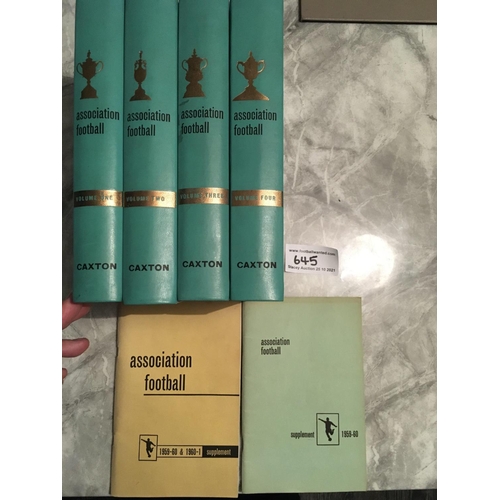 association
football
VOLUME ONE
CAXTON
association
football
VOLUME TWO
CAXTON
association
football
VOLUME THREE
CAXTON
association
football
VOLUME FOUR
CAXTON
645
association
football
1959-60 & 1960-1 supplement
association
football
supplement 1959-60